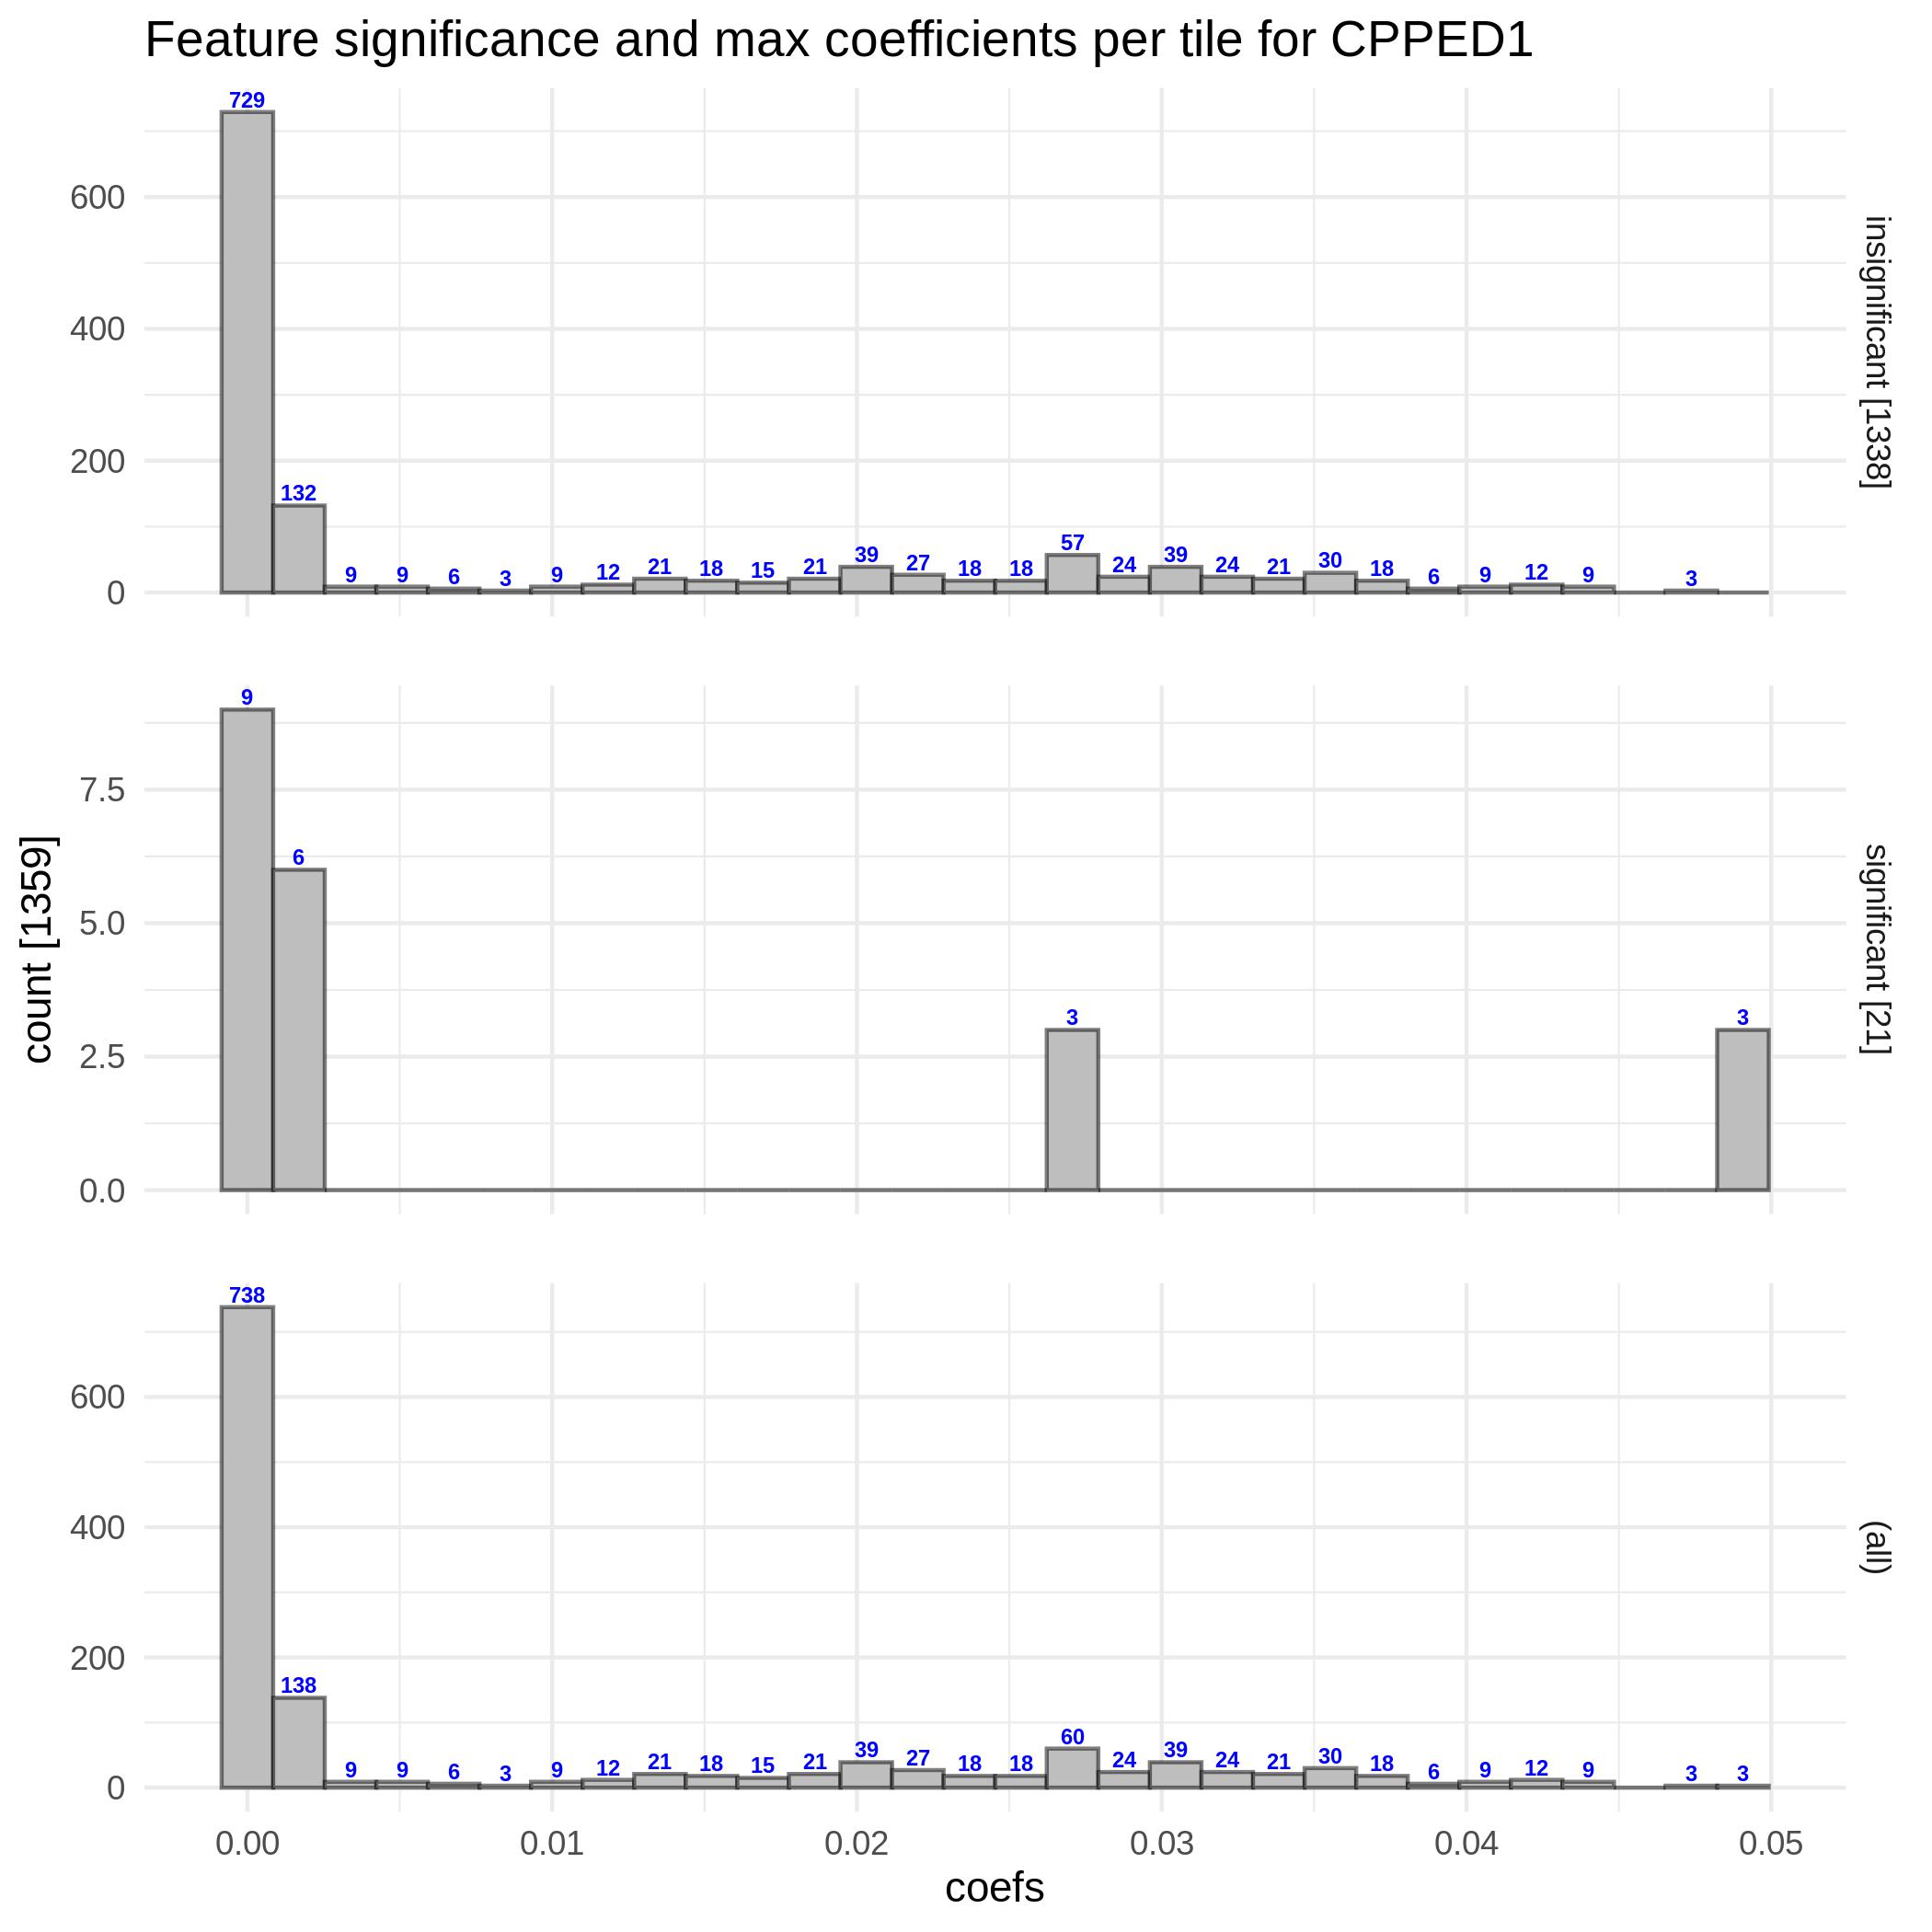 Feature significance and max coefficients per tile for CPPED1
729
600
400
200
0
132
9 9 6 3 9 12 21 18 15 21 39 27 18 18 57 24 39 24 21 30 18 6 9 12 9 3
insignificant [1338]
count [1359]
9
7.5
6
5.0
2.5
0.0
3 3
significant [21]
738
600
400
200
0
138
9 9 6 3 9 12 21 18 15 21 39 27 18 18 60 24 39 24 21 30 18 6 9 12 9 3 3
(all)
0.00 0.01 0.02 0.03 0.04 0.05
coefs